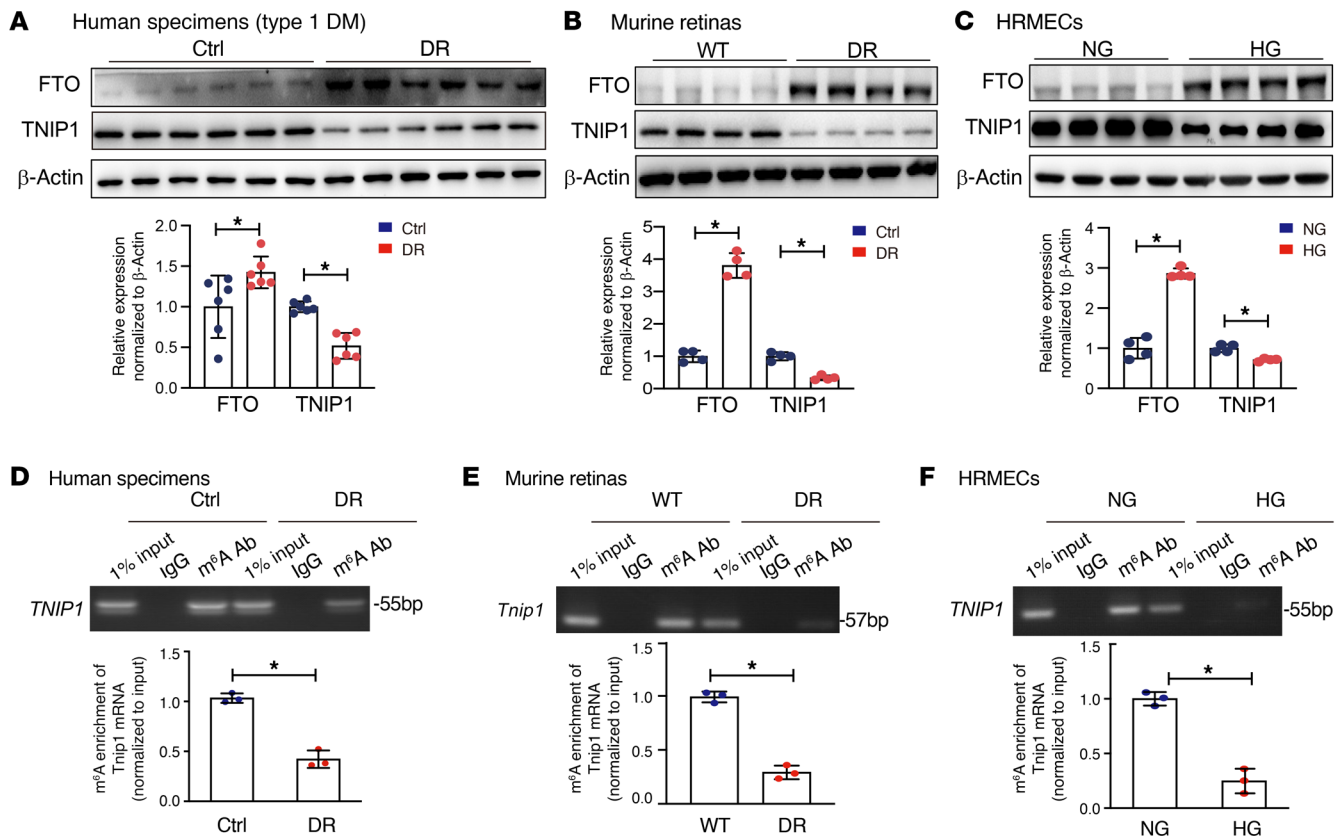 A Human specimens (type 1 DM)
Ctrl DR
FTO
TNIP1
β-Actin
Relative expression
normalized to β-Actin
2.0
1.5
1.0
0.5
0.0
* *
Ctrl
DR
FTO TNIP1
B Murine retinas
WT DR
FTO
TNIP1
β-Actin
Relative expression
normalized to β-Actin
5
4
3
2
1
0
* *
Ctrl
DR
FTO TNIP1
C HRMECs
NG HG
FTO
TNIP1
β-Actin
Relative expression
normalized to β-Actin
4
3
2
1
0
* *
NG
HG
FTO TNIP1
D Human specimens
Ctrl DR
1% input IgG m⁶A Ab 1% input IgG m⁶A Ab
TNIP1 -55bp
m⁶A enrichment of
Tnip1 mRNA
(normalized to input)
1.5
1.0
0.5
0.0
*
Ctrl DR
E Murine retinas
WT DR
1% input IgG m⁶A Ab 1% input IgG m⁶A Ab
Tnip1 -57bp
m⁶A enrichment of
Tnip1 mRNA
(normalized to input)
1.5
1.0
0.5
0.0
*
WT DR
F HRMECs
NG HG
1% input IgG m⁶A Ab 1% input IgG m⁶A Ab
TNIP1 -55bp
m⁶A enrichment of
Tnip1 mRNA
(normalized to input)
1.5
1.0
0.5
0.0
*
NG HG